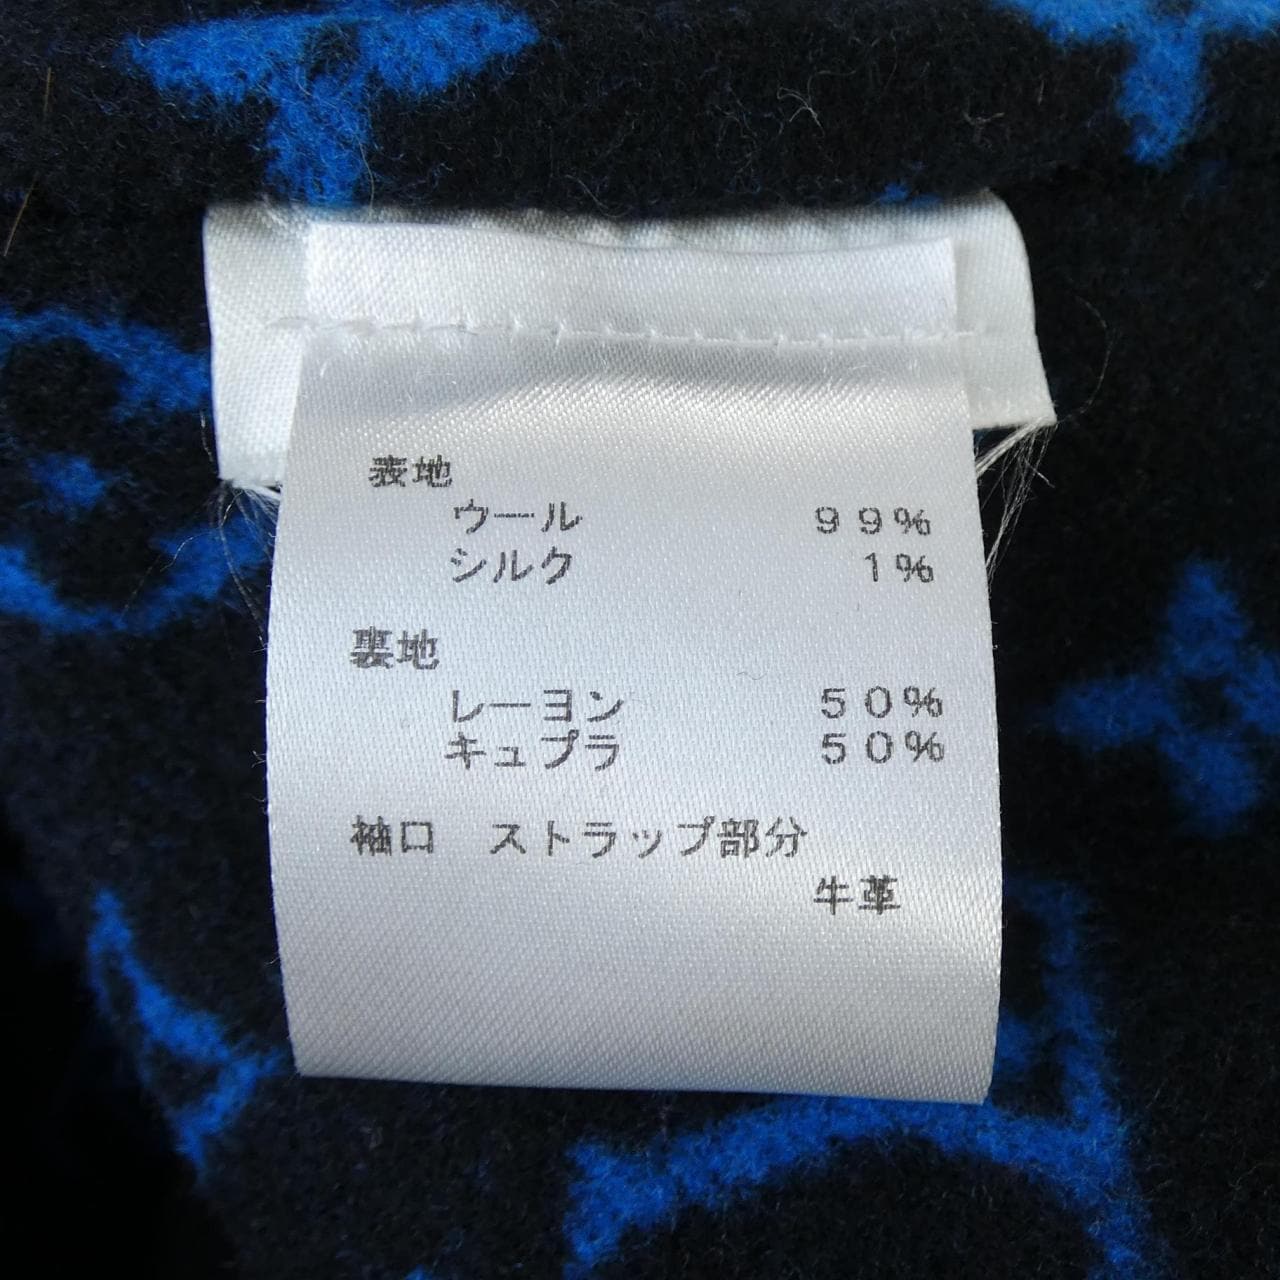 表地
ウール 99%
シルク 1%
裏地
レーヨン 50%
キュプラ 50%
袖口 ストラップ部分
牛革